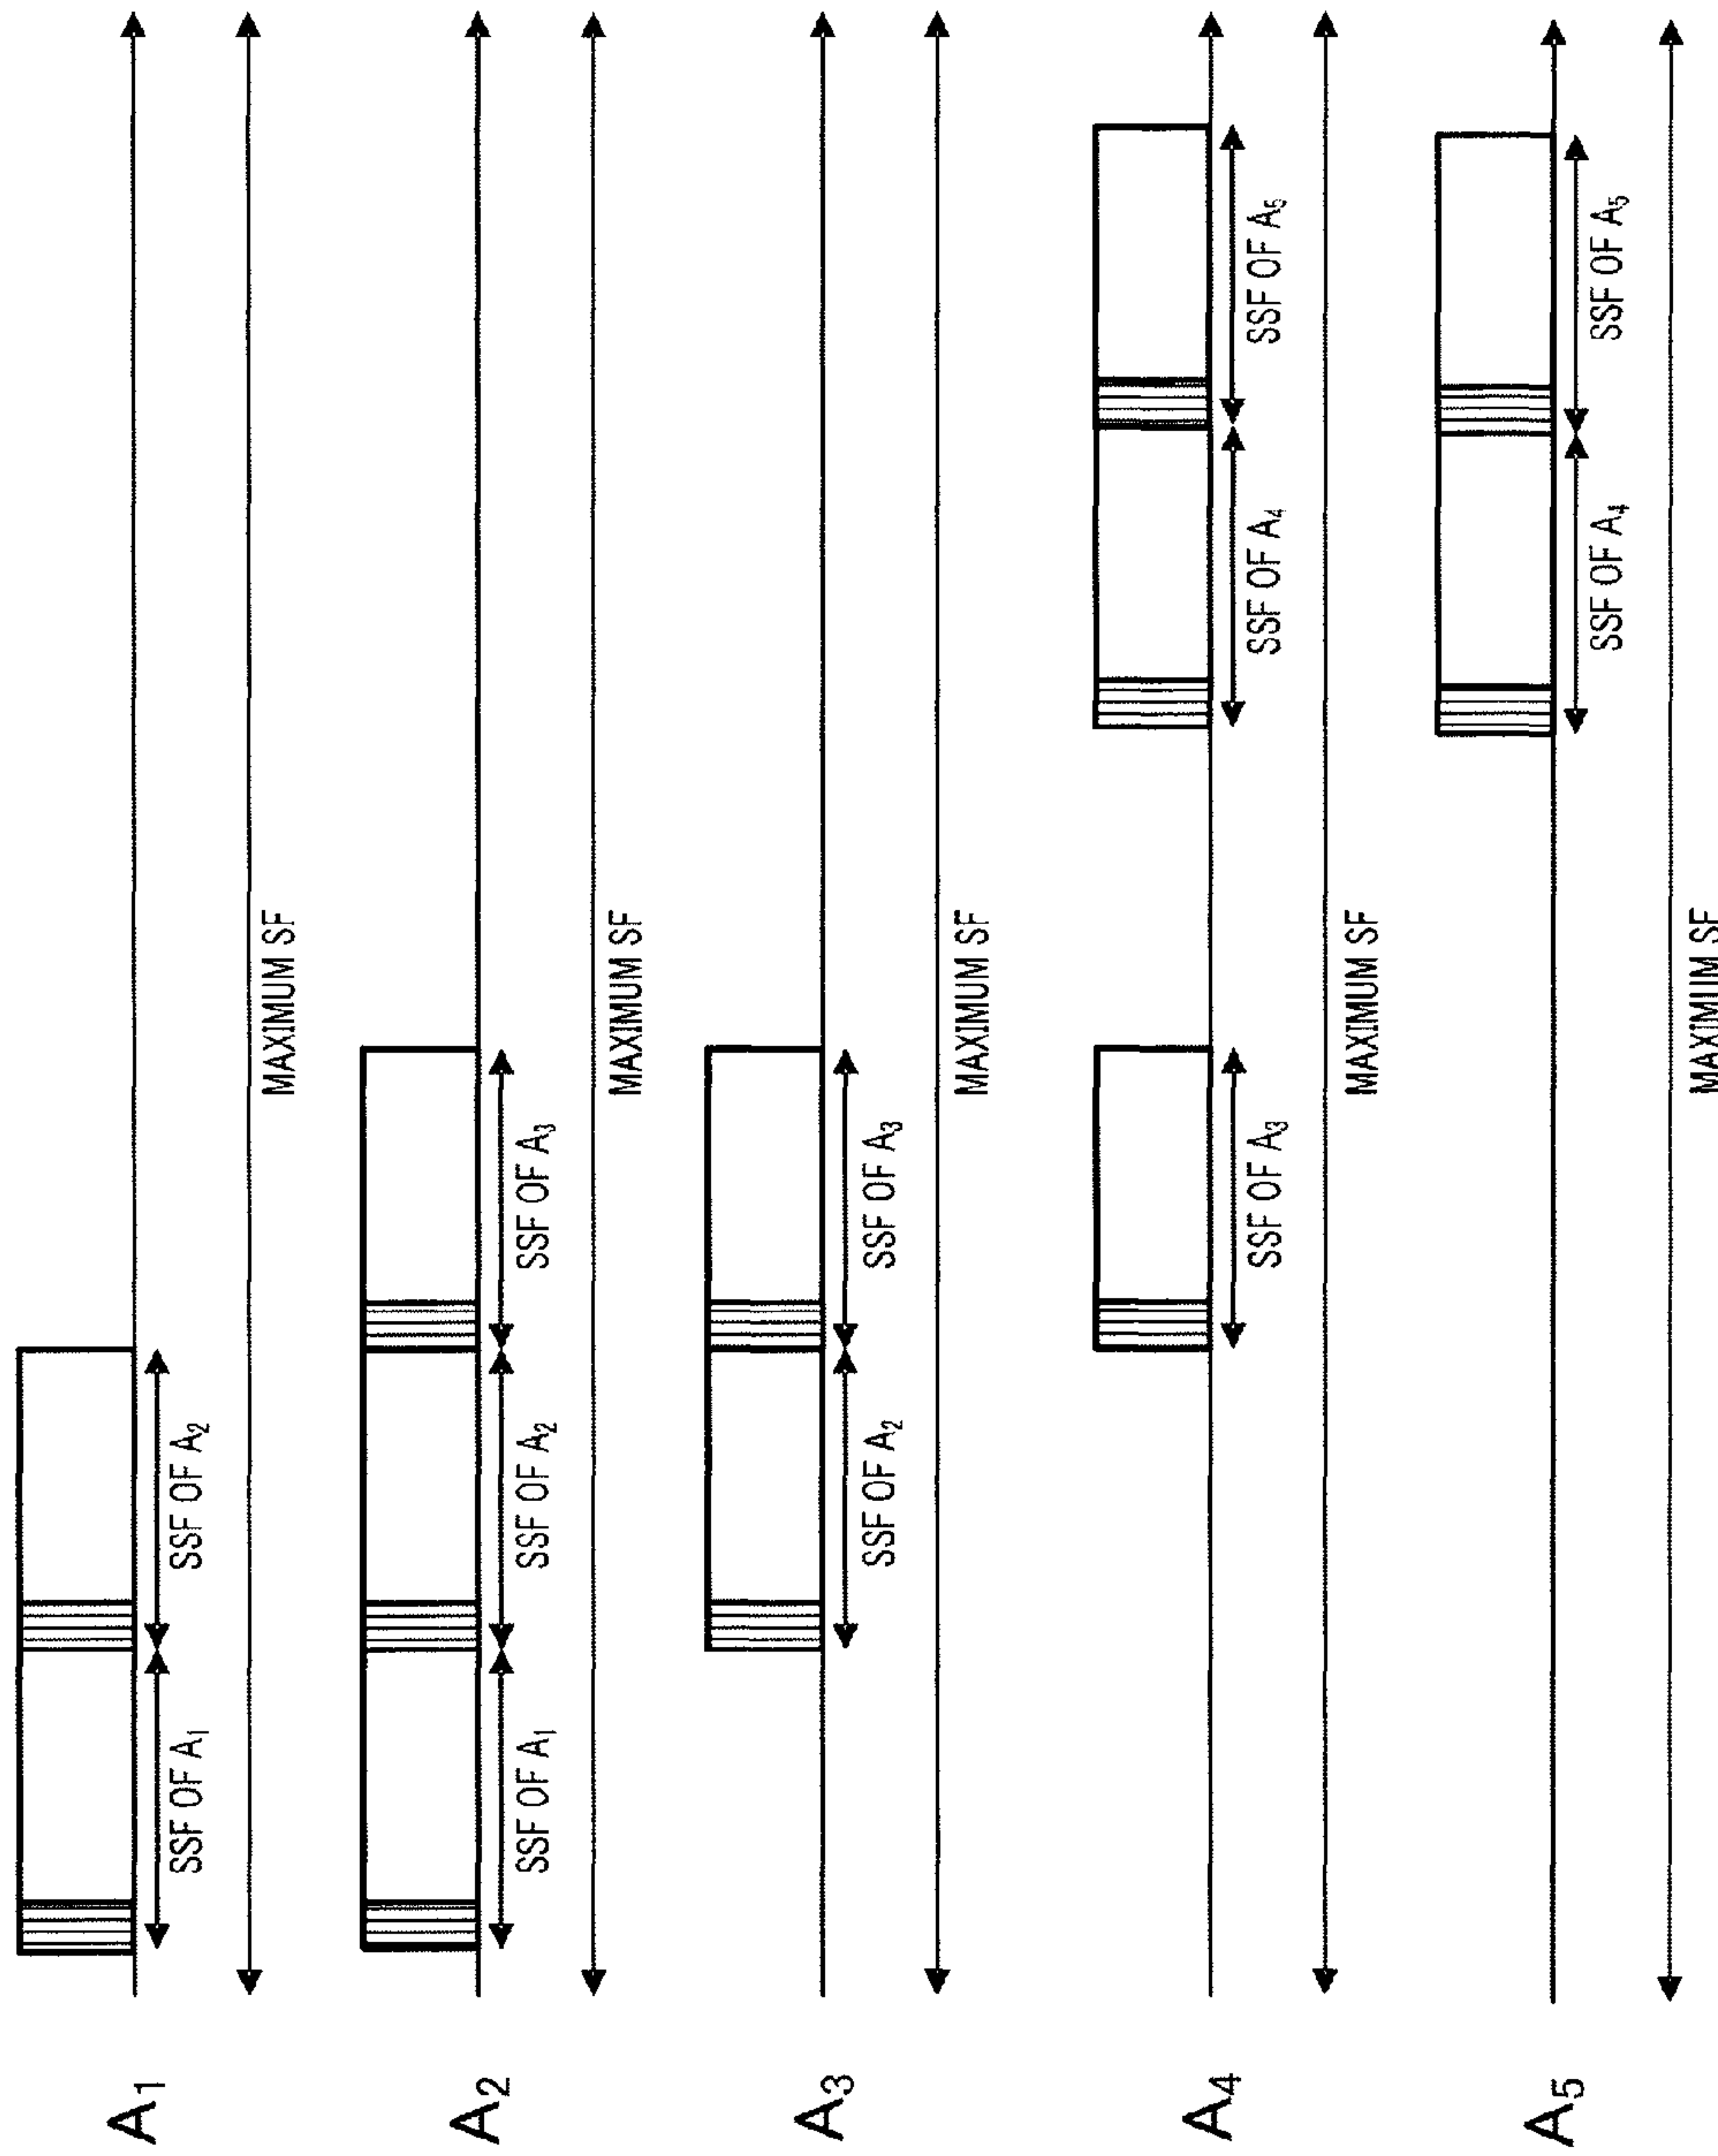 A1
SSF OF A1
SSF OF A2
MAXIMUM SF
A2
SSF OF A1
SSF OF A2
SSF OF A3
MAXIMUM SF
A3
SSF OF A2
SSF OF A3
MAXIMUM SF
A4
SSF OF A3
SSF OF A4
SSF OF A5
MAXIMUM SF
A5
SSF OF A4
SSF OF A5
MAXIMUM SF